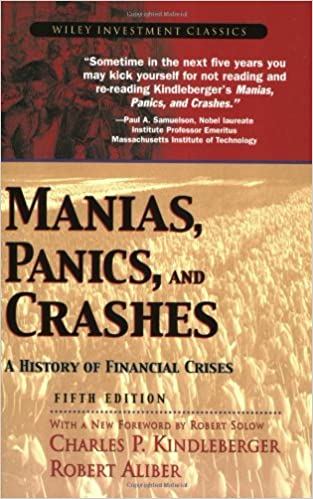 WILEY INVESTMENT CLASSICS
"Sometime in the next five years you
may kick yourself for not reading and
re-reading Kindleberger's Manias,
Panics, and Crashes."
—Paul A. Samuelson, Nobel laureate
Institute Professor Emeritus
Massachusetts Institute of Technology
MANIAS,
PANICS, AND
CRASHES
A HISTORY OF FINANCIAL CRISES
FIFTH EDITION
WITH A NEW FOREWORD BY ROBERT SOLOW
CHARLES P. KINDLEBERGER
ROBERT ALIBER